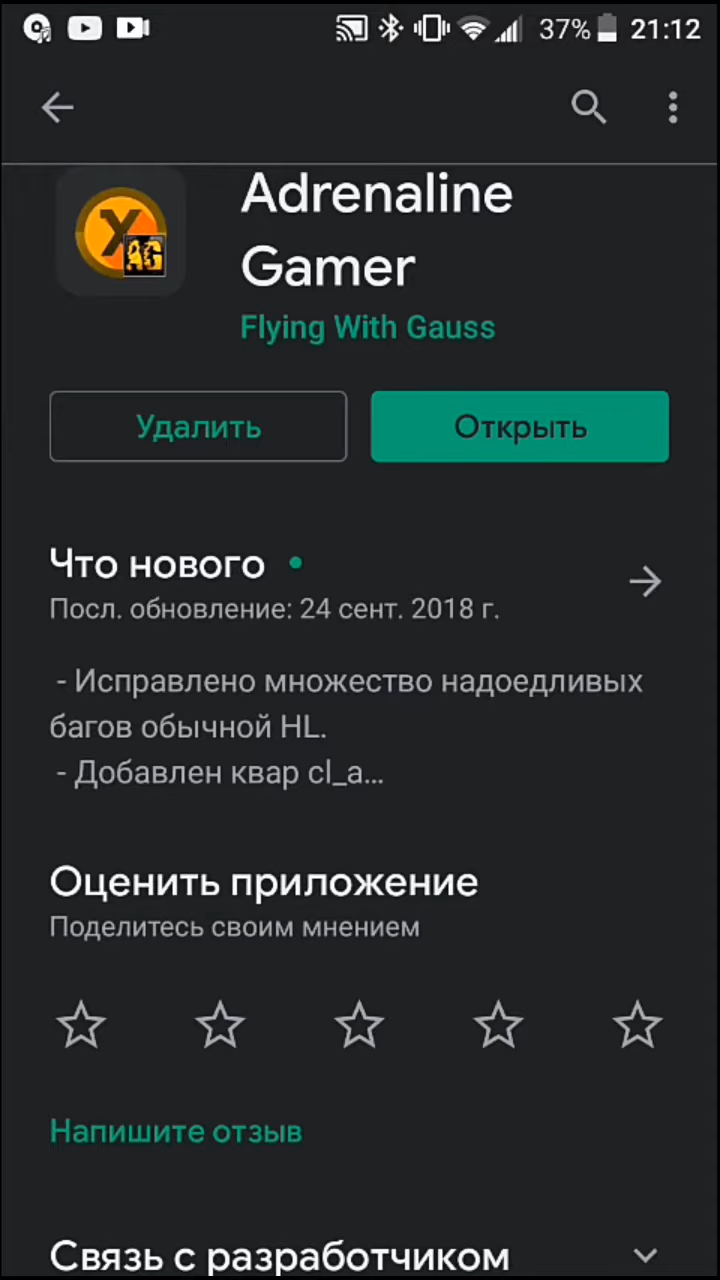 37% 21:12
Adrenaline
Gamer
Flying With Gauss
Удалить
Открыть
Что нового
Посл. обновление: 24 сент. 2018 г.
- Исправлено множество надоедливых
багов обычной HL.
- Добавлен квар cl_a...
Оценить приложение
Поделитесь своим мнением
Напишите отзыв
Связь с разработчиком